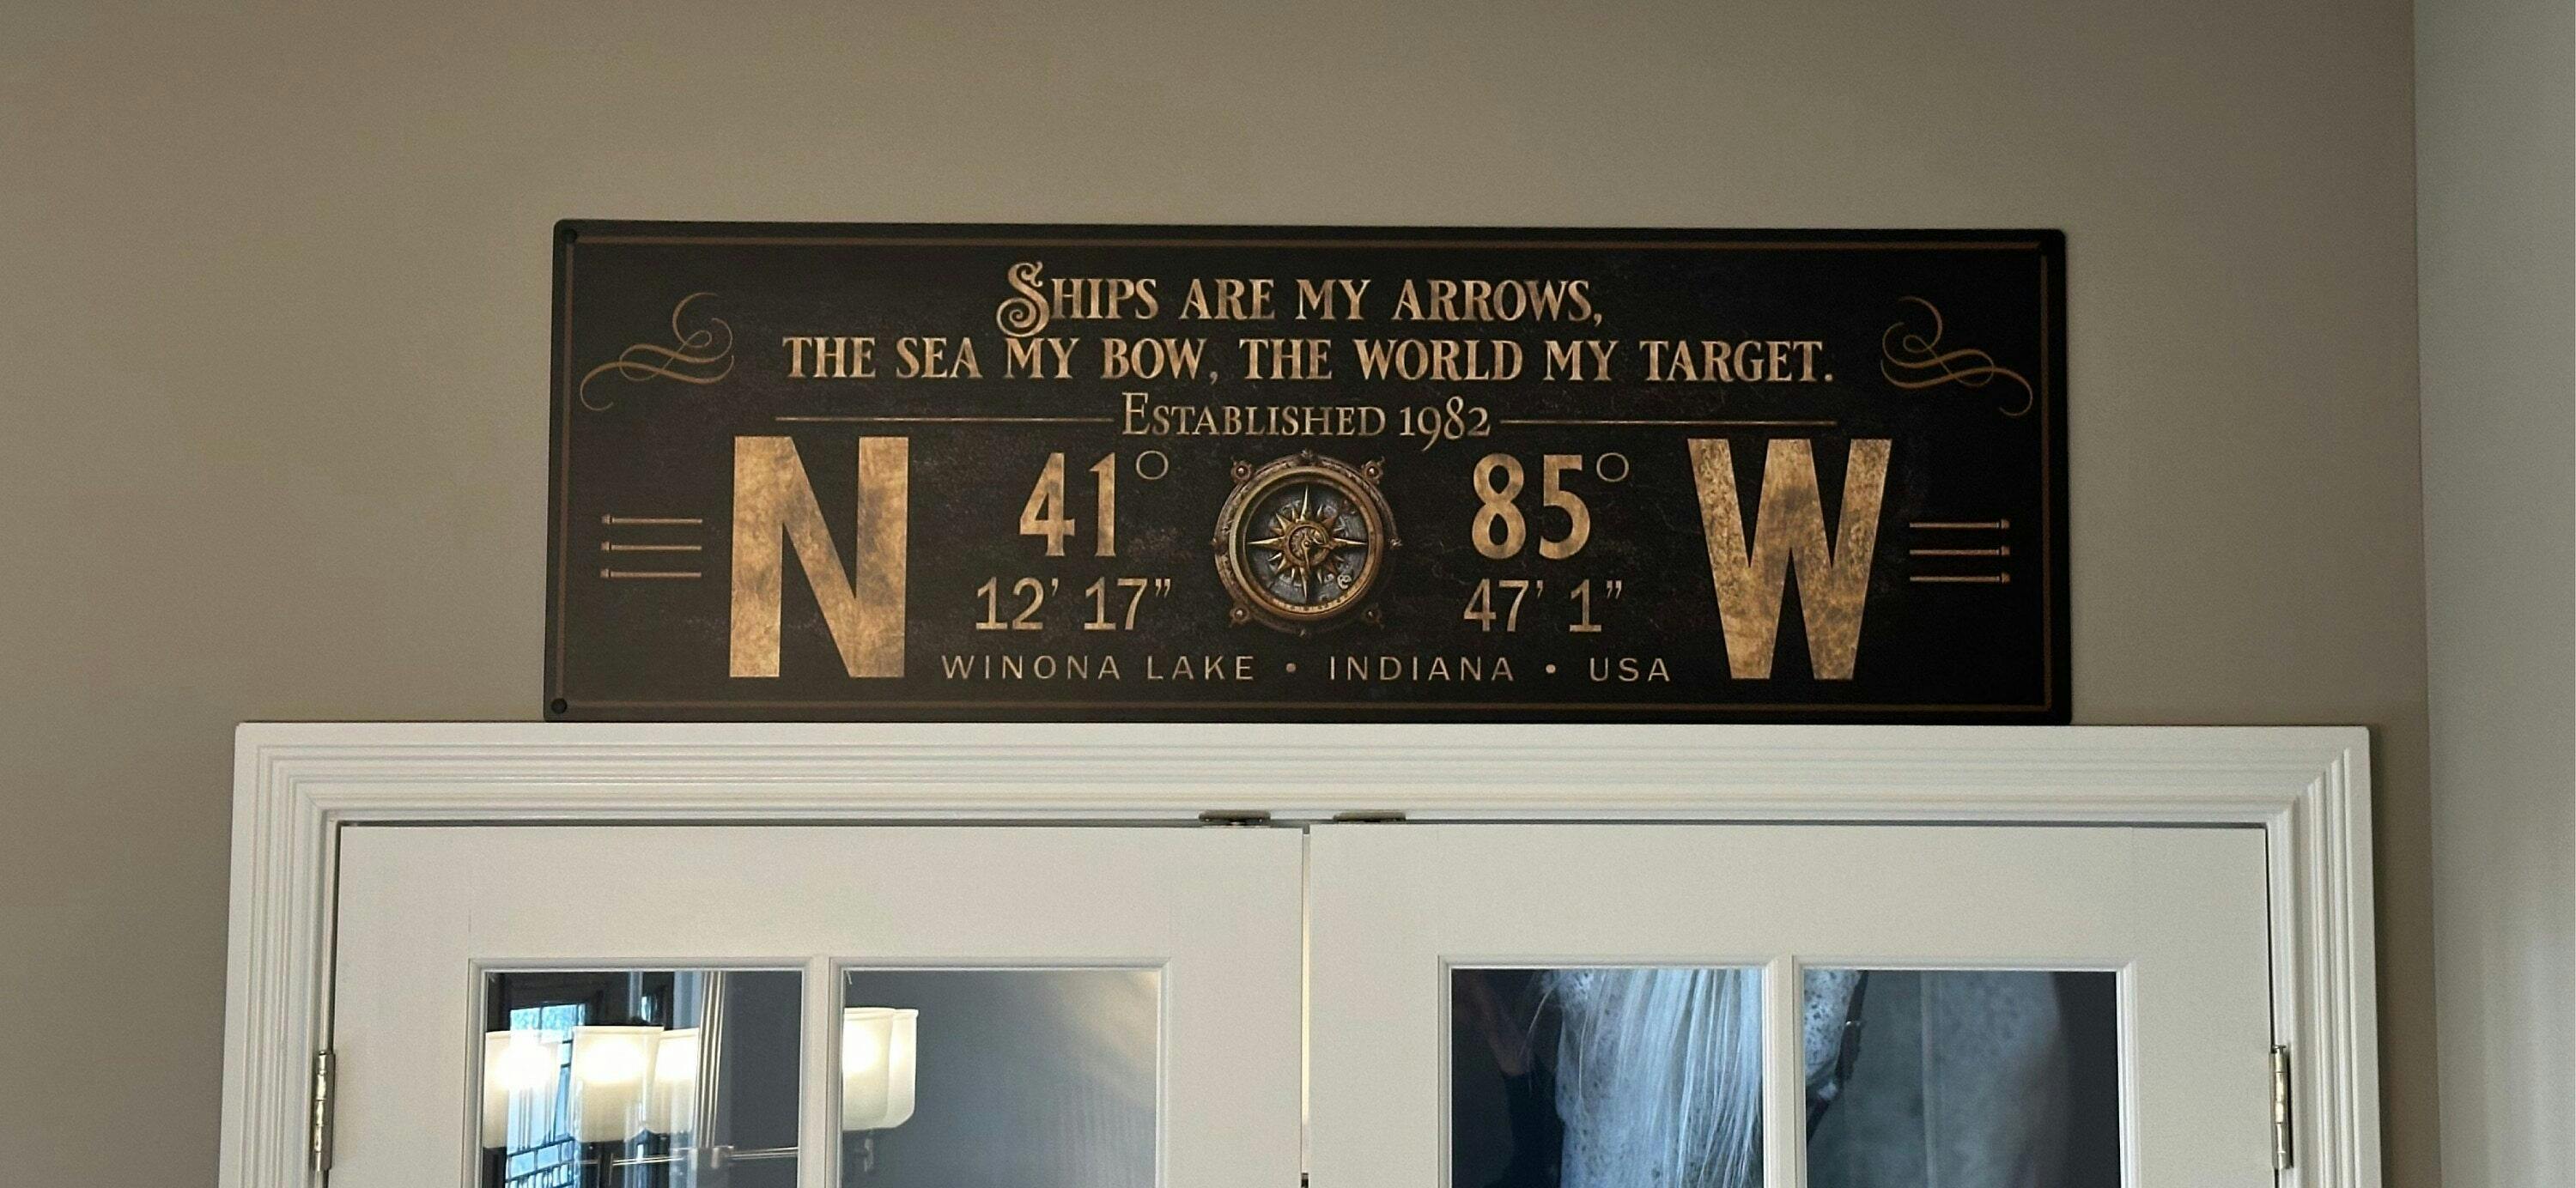 SHIPS ARE MY ARROWS,
THE SEA MY BOW, THE WORLD MY TARGET.
ESTABLISHED 1982
N 41° 85° W
12’ 17” 47’ 1”
WINONA LAKE • INDIANA • USA